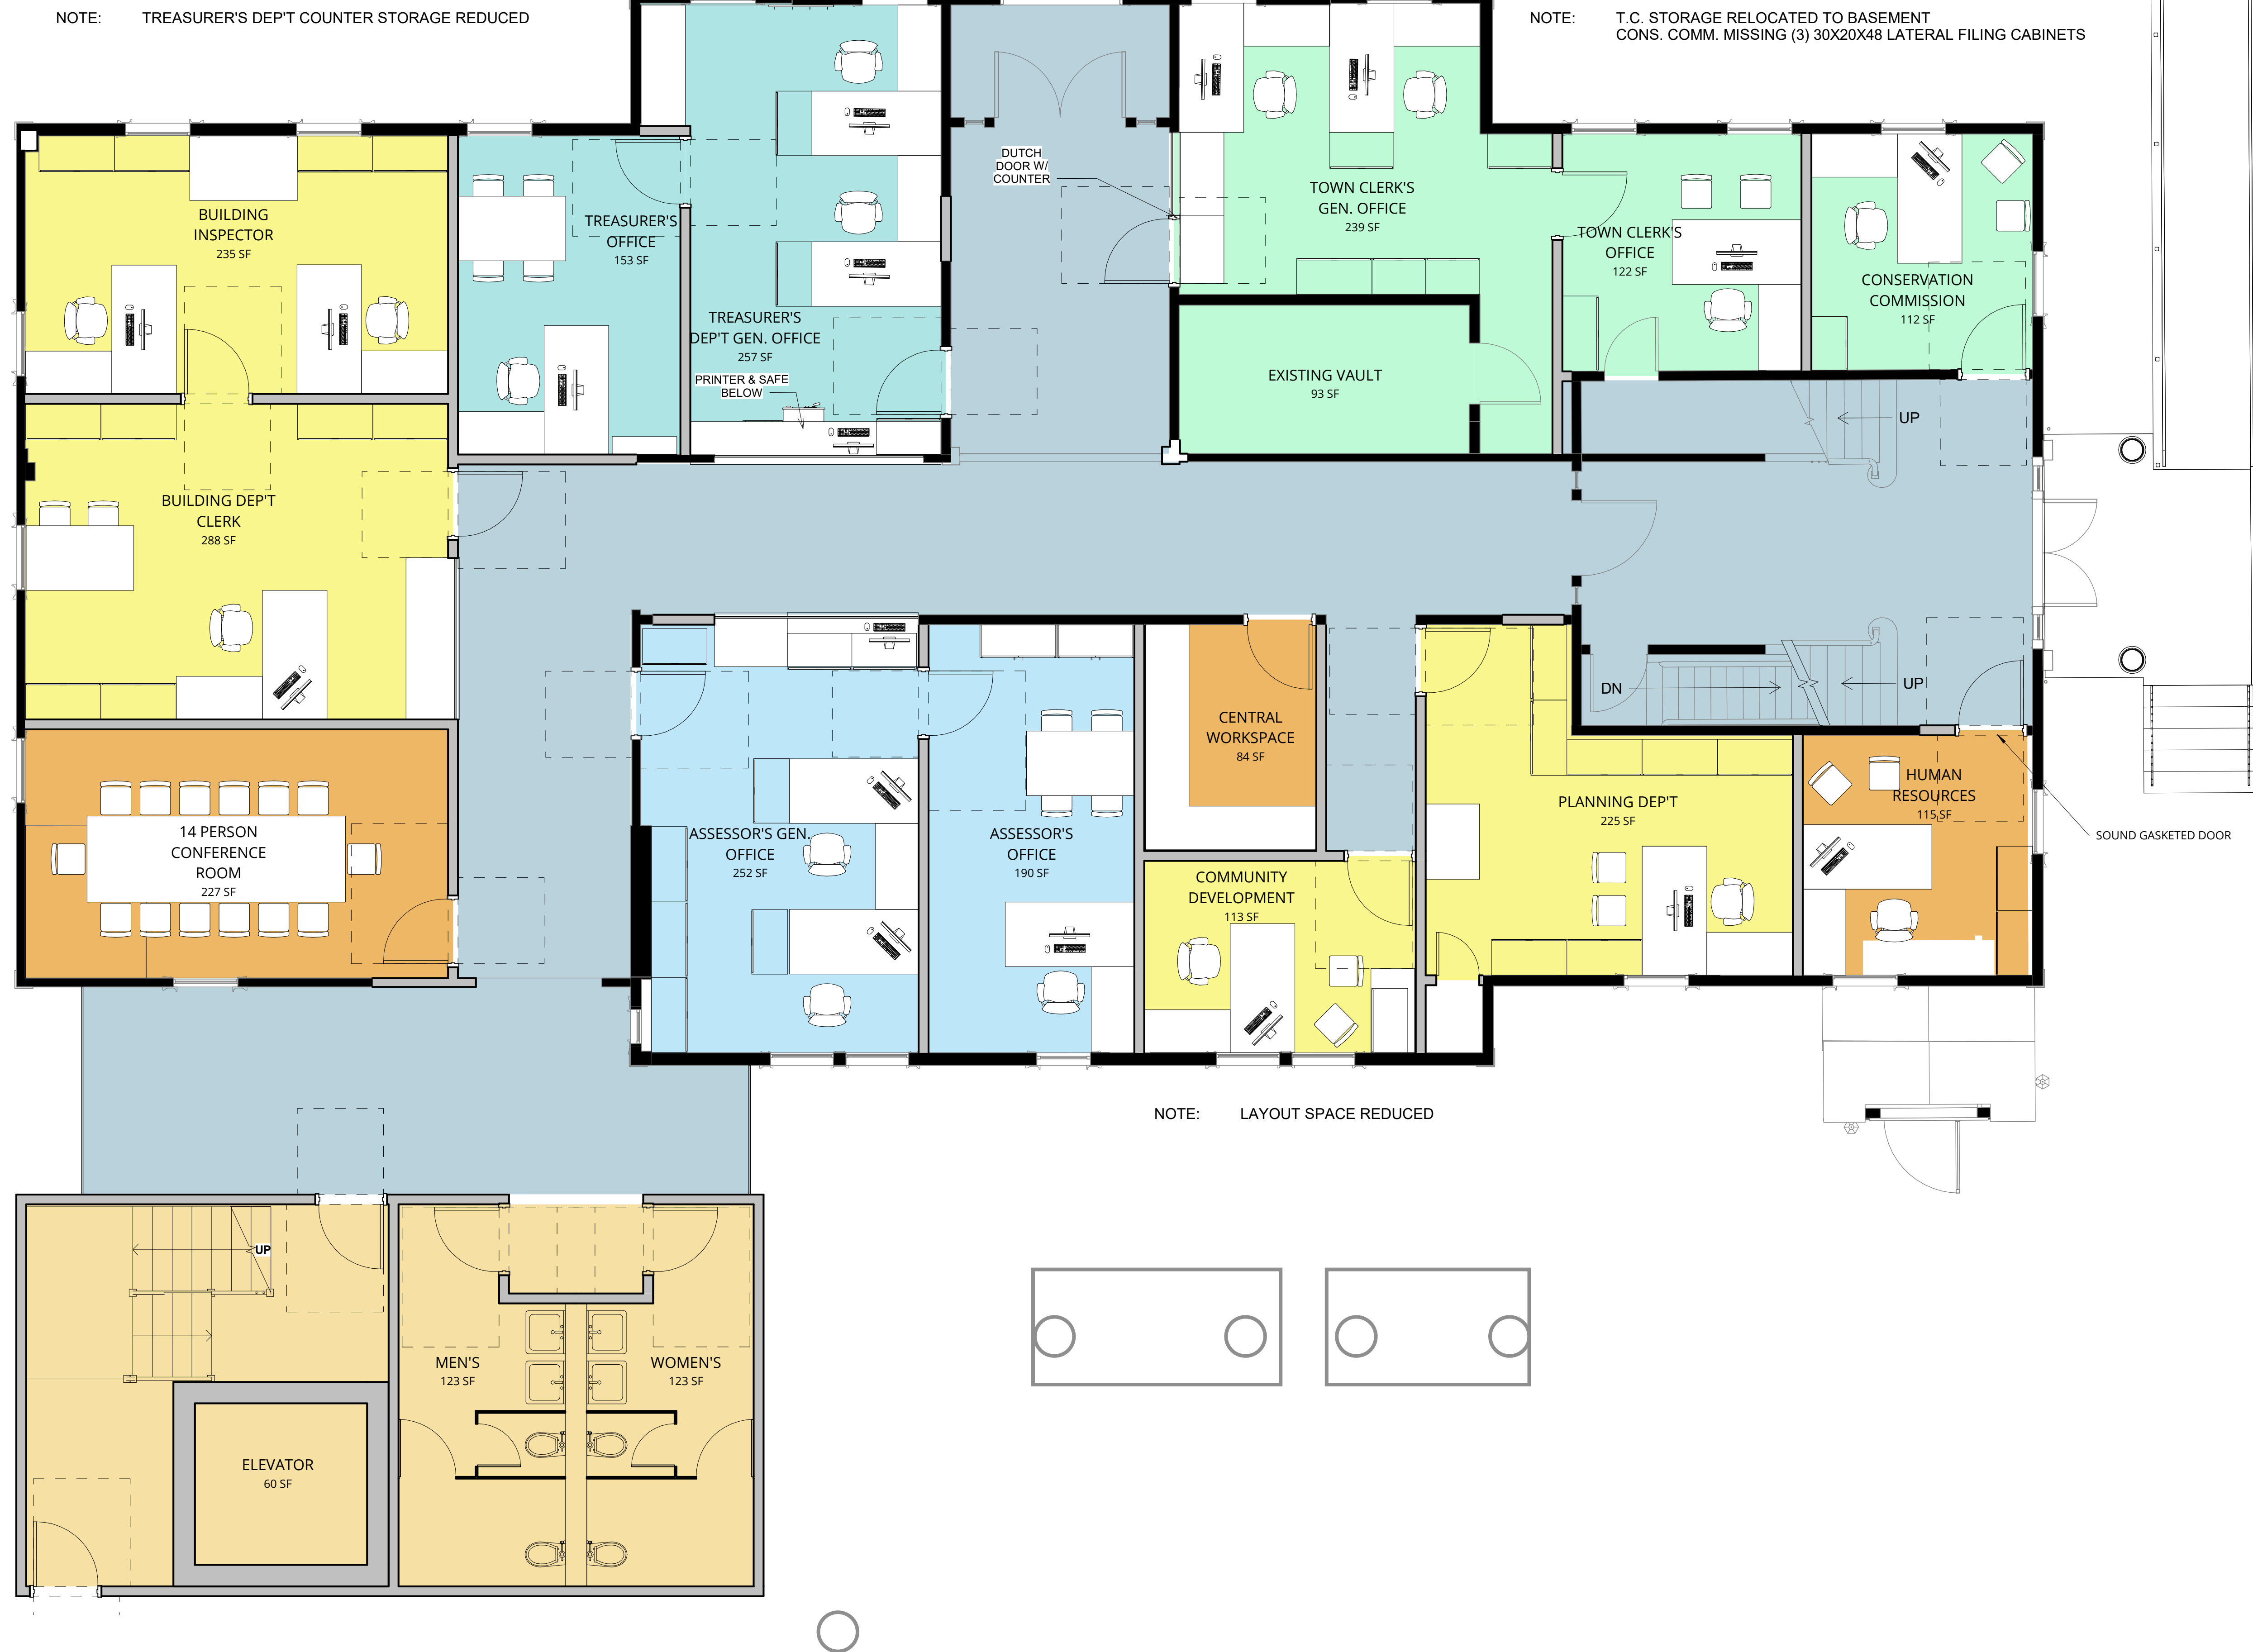 NOTE: TREASURER'S DEP'T COUNTER STORAGE REDUCED
NOTE: T.C. STORAGE RELOCATED TO BASEMENT
CONS. COMM. MISSING (3) 30X20X48 LATERAL FILING CABINETS
BUILDING
INSPECTOR
235 SF
TREASURER'S
OFFICE
153 SF
TREASURER'S
DEP'T GEN. OFFICE
257 SF
PRINTER & SAFE
BELOW
DUTCH
DOOR W/
COUNTER
TOWN CLERK'S
GEN. OFFICE
239 SF
TOWN CLERK'S
OFFICE
122 SF
CONSERVATION
COMMISSION
112 SF
EXISTING VAULT
93 SF
UP
BUILDING DEP'T
CLERK
288 SF
DN
UP
14 PERSON
CONFERENCE
ROOM
227 SF
ASSESSOR'S GEN.
OFFICE
252 SF
ASSESSOR'S
OFFICE
190 SF
CENTRAL
WORKSPACE
84 SF
COMMUNITY
DEVELOPMENT
113 SF
PLANNING DEP'T
225 SF
HUMAN
RESOURCES
115 SF
SOUND GASKETED DOOR
NOTE: LAYOUT SPACE REDUCED
UP
MEN'S
123 SF
WOMEN'S
123 SF
ELEVATOR
60 SF